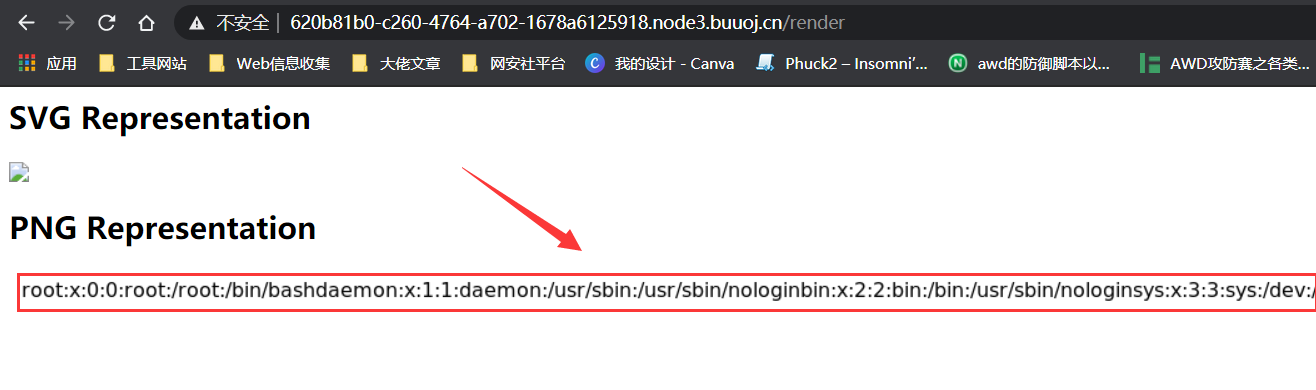 不安全 | 620b81b0-c260-4764-a702-1678a6125918.node3.buuoj.cn/render
应用 工具网站 Web信息收集 大佬文章 网安社平台 我的设计 - Canva Phuck2 – Insomni'... awd的防御脚本以... AWD攻防赛之各类...
SVG Representation
PNG Representation
root:x:0:0:root:/root:/bin/bashdaemon:x:1:1:daemon:/usr/sbin:/usr/sbin/nologinbin:x:2:2:bin:/bin:/usr/sbin/nologinsys:x:3:3:sys:/dev:/